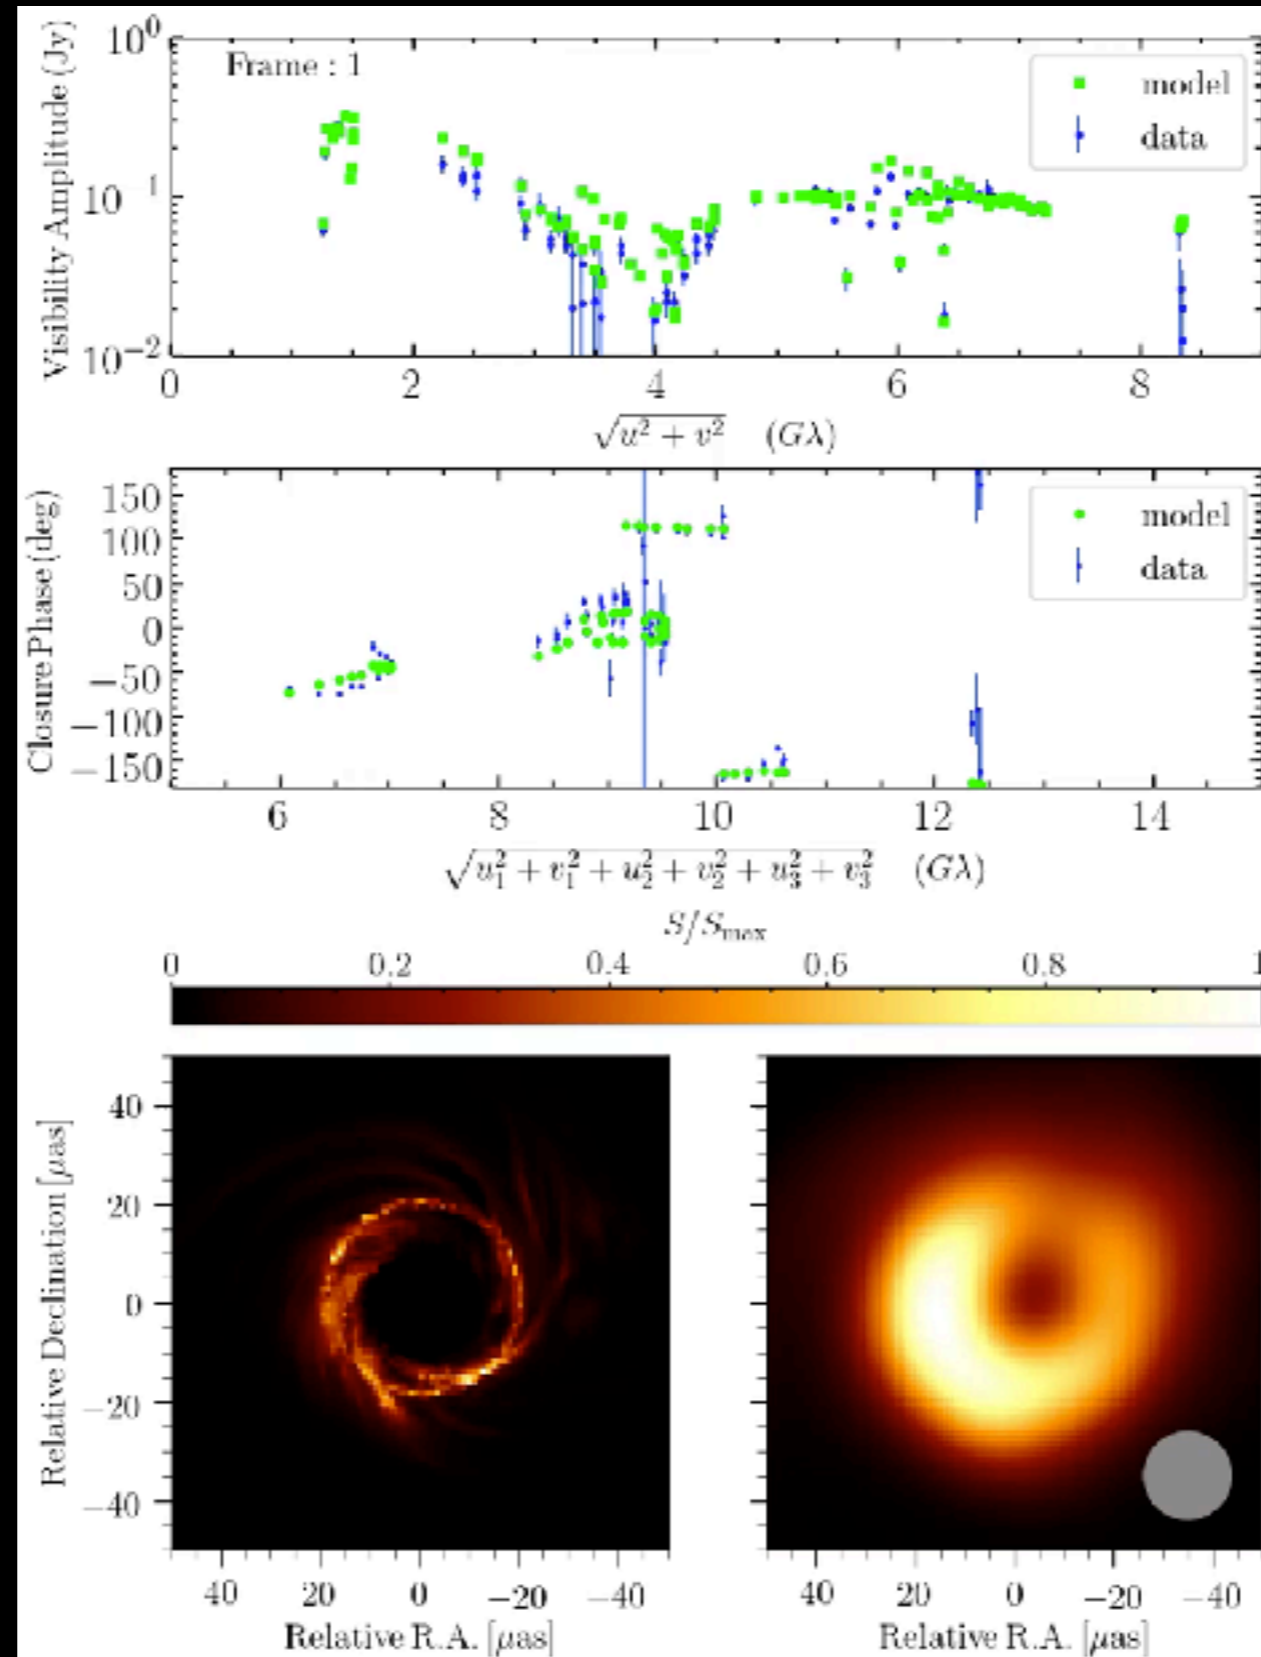 Visibility Amplitude (Jy)
10⁰
10⁻¹
10⁻²
Frame : 1
model
data
0 2 4 6 8
√u² + v² (Gλ)
Closure Phase (deg)
150
100
50
0
−50
−100
−150
model
data
6 8 10 12 14
√u₁² + v₁² + u₂² + v₂² + u₃² + v₃² (Gλ)
S/Smax
0 0.2 0.4 0.6 0.8 1
Relative Declination [μas]
40
20
0
−20
−40
40 20 0 −20 −40
Relative R.A. [μas]
40 20 0 −20 −40
Relative R.A. [μas]